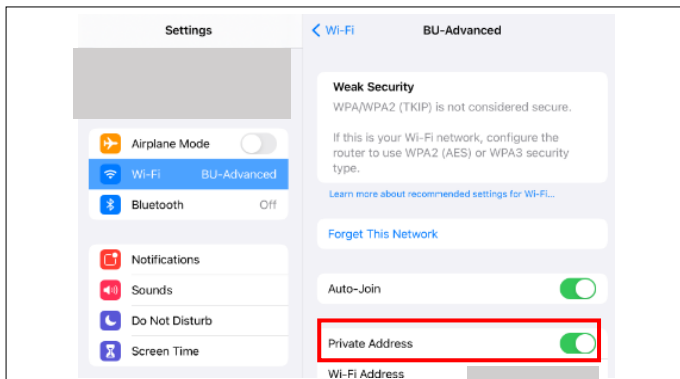 Settings
Airplane Mode
Wi-Fi BU-Advanced
Bluetooth Off
Notifications
Sounds
Do Not Disturb
Screen Time
Wi-Fi BU-Advanced
Weak Security
WPA/WPA2 (TKIP) is not considered secure.
If this is your Wi-Fi network, configure the
router to use WPA2 (AES) or WPA3 security
type.
Learn more about recommended settings for Wi-Fi...
Forget This Network
Auto-Join
Private Address
Wi-Fi Address